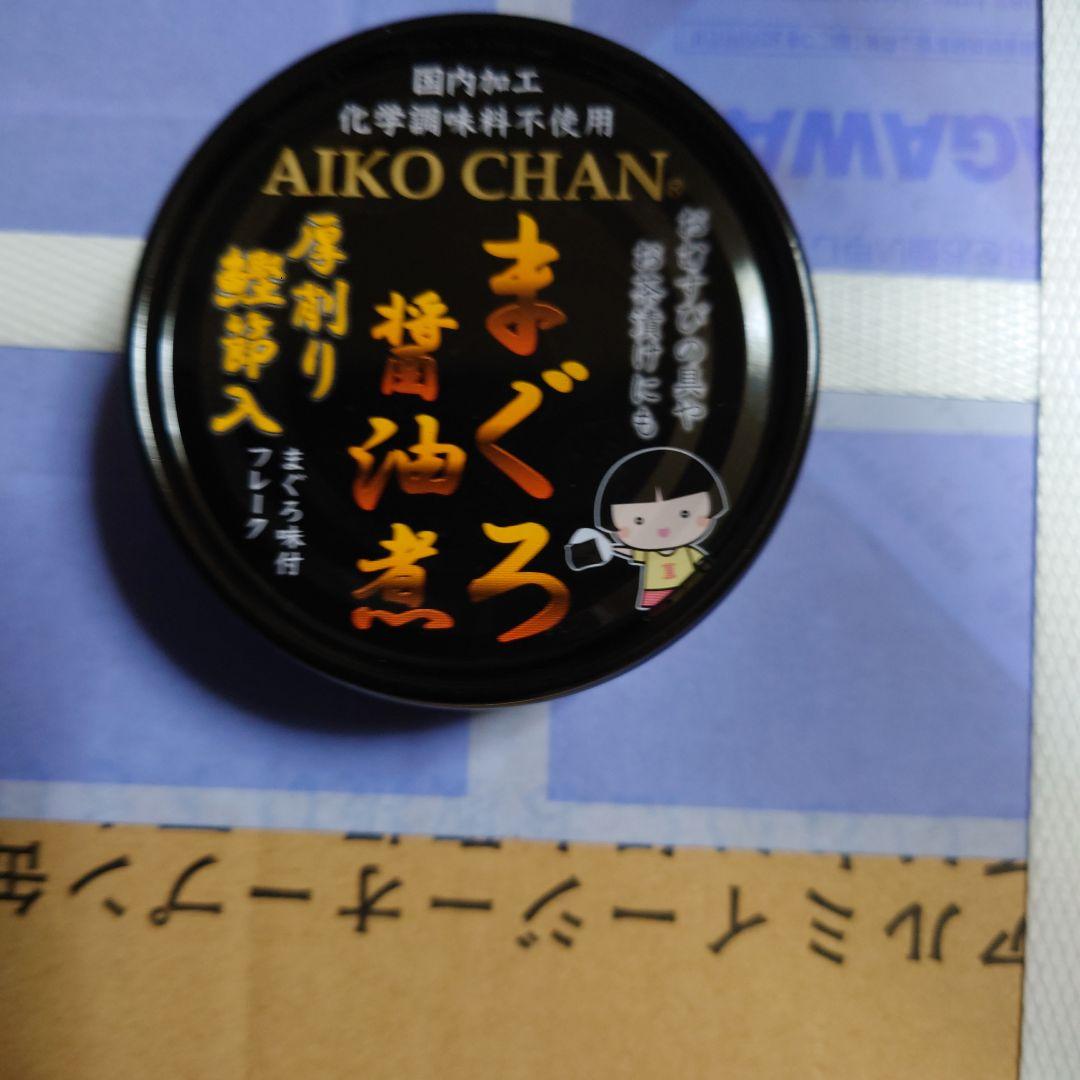 国内加工
化学調味料不使用
AIKO CHAN®
おむすびの具や
お茶漬けにも
まぐろ
醤油煮
厚削り
鰹節入
まぐろ味付
フレーク
AGAWA
アルミイージーオープン缶